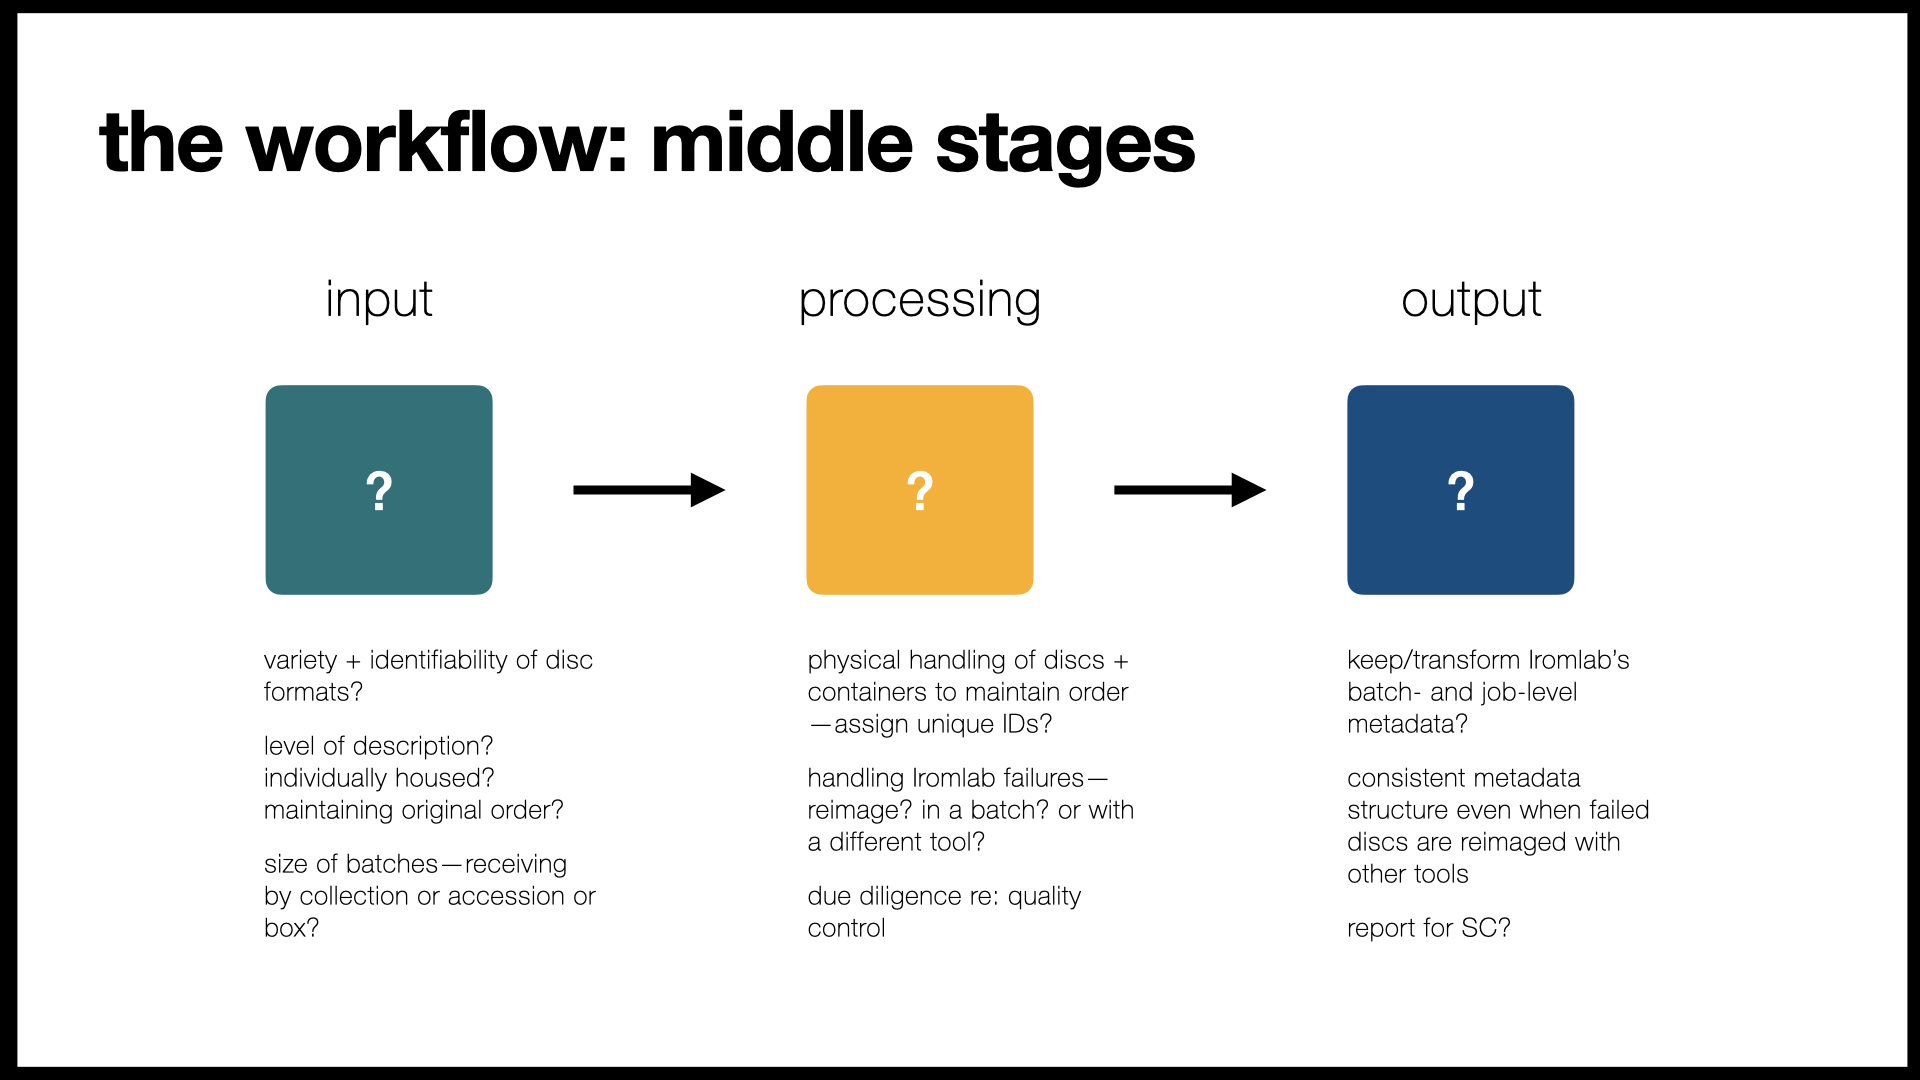 the workflow: middle stages
input
processing
output
?
?
?
variety + identifiability of disc
formats?
level of description?
individually housed?
maintaining original order?
size of batches—receiving
by collection or accession or
box?
physical handling of discs +
containers to maintain order
—assign unique IDs?
handling Iromlab failures—
reimage? in a batch? or with
a different tool?
due diligence re: quality
control
keep/transform Iromlab’s
batch- and job-level
metadata?
consistent metadata
structure even when failed
discs are reimaged with
other tools
report for SC?